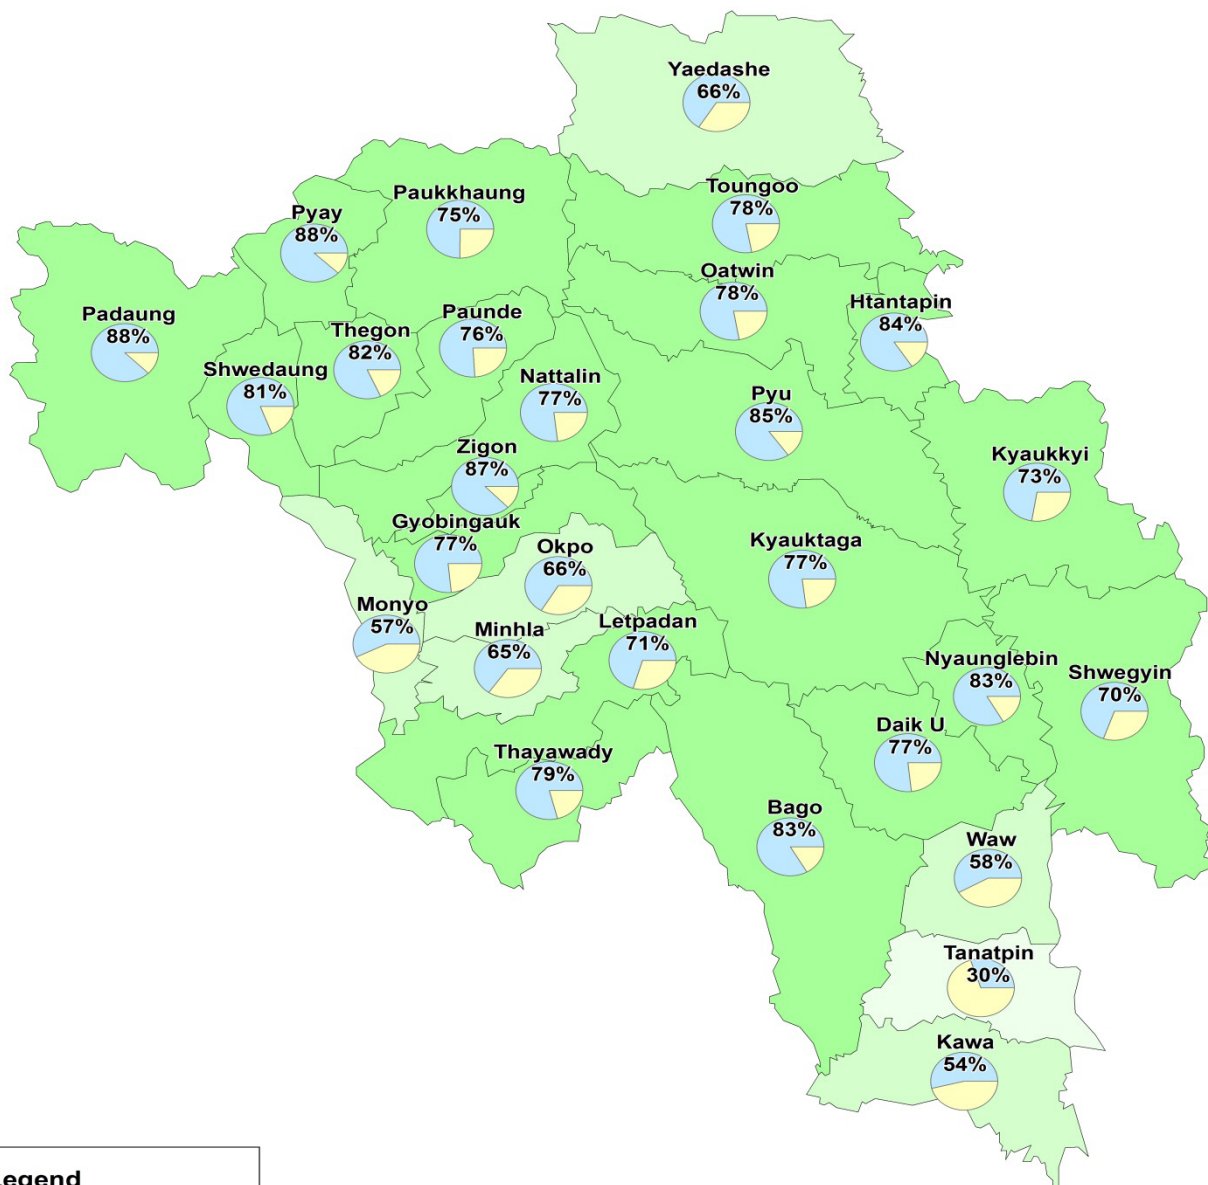 Yaedashe
66%
Toungoo
78%
Paukkhaung
75%
Pyay
88%
Oatwin
78%
Htantapin
84%
Padaung
88%
Paunde
76%
Thegon
82%
Shwedaung
81%
Nattalin
77%
Pyu
85%
Kyaukkyi
73%
Zigon
87%
Gyobingauk
77%
Okpo
66%
Kyauktaga
77%
Monyo
57%
Minhla
65%
Letpadan
71%
Nyaunglebin
83%
Shwegyin
70%
Daik U
77%
Thayawady
79%
Bago
83%
Waw
58%
Tanatpin
30%
Kawa
54%